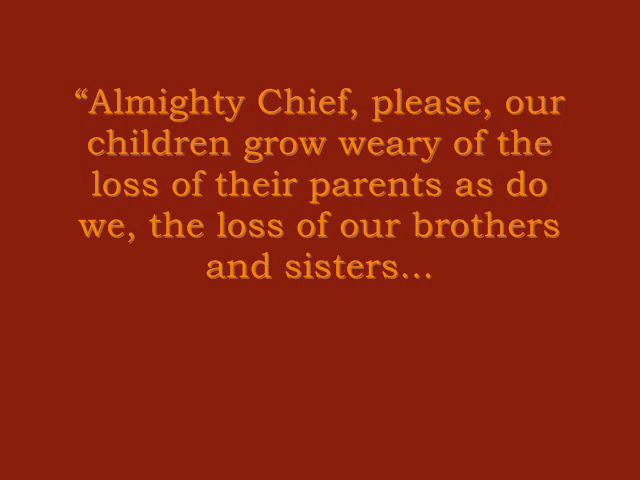 “Almighty Chief, please, our
children grow weary of the
loss of their parents as do
we, the loss of our brothers
and sisters…